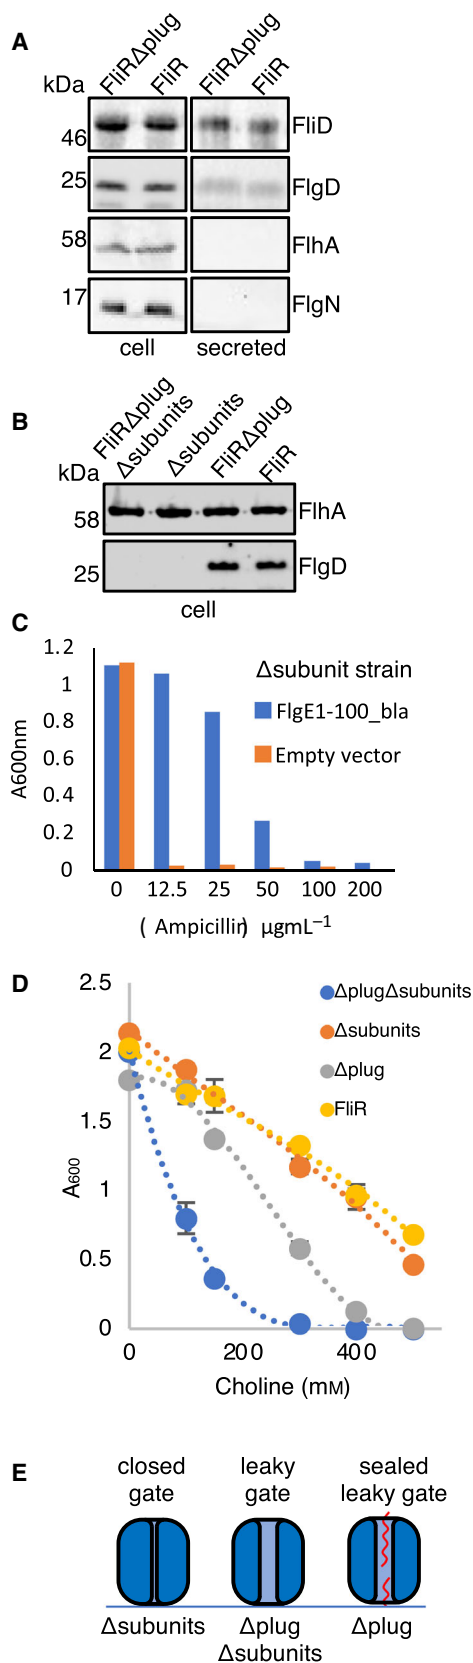 A
FliRΔplug
FliR
FliRΔplug
FliR
kDa
46
FliD
25
FlgD
58
FlhA
17
FlgN
cell
secreted
B
FliRΔplug
Δsubunits
Δsubunits
FliRΔplug
FliR
kDa
58
FlhA
25
FlgD
cell
C
1.2
1
0.8
0.6
0.4
0.2
0
A600nm
Δsubunit strain
FlgE1-100_bla
Empty vector
0 12.5 25 50 100 200
( Ampicillin) µgmL⁻¹
D
2.5
2
1.5
1
0.5
0
A₆₀₀
ΔplugΔsubunits
Δsubunits
Δplug
FliR
0 200 400
Choline (mM)
E
closed
gate
leaky
gate
sealed
leaky gate
Δsubunits
Δplug
Δsubunits
Δplug